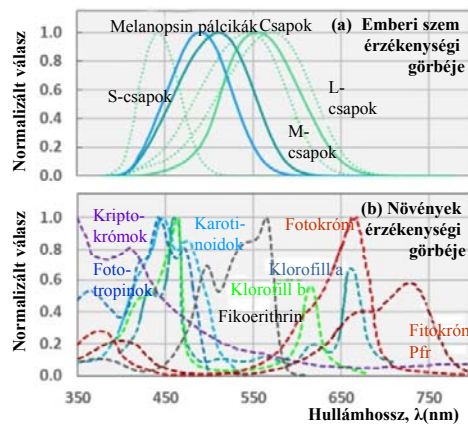 Melanopsin pálcikák Csapok
(a) Emberi szem
érzékenységi
görbéje
Normalizált válasz
1.0
0.8
0.6
0.4
0.2
0.0
S-csapok
L-
csapok
M-
csapok
(b) Növények
érzékenységi
görbéje
Normalizált válasz
1.0
0.8
0.6
0.4
0.2
0.0
Kripto-
krómok
Karoti-
noidok
Fotokróm
Foto-
tropinok
Klorofill a
Klorofill b
Fikoerithrin
Fitokróm
Pfr
350 450 550 650 750
Hullámhossz, λ(nm)